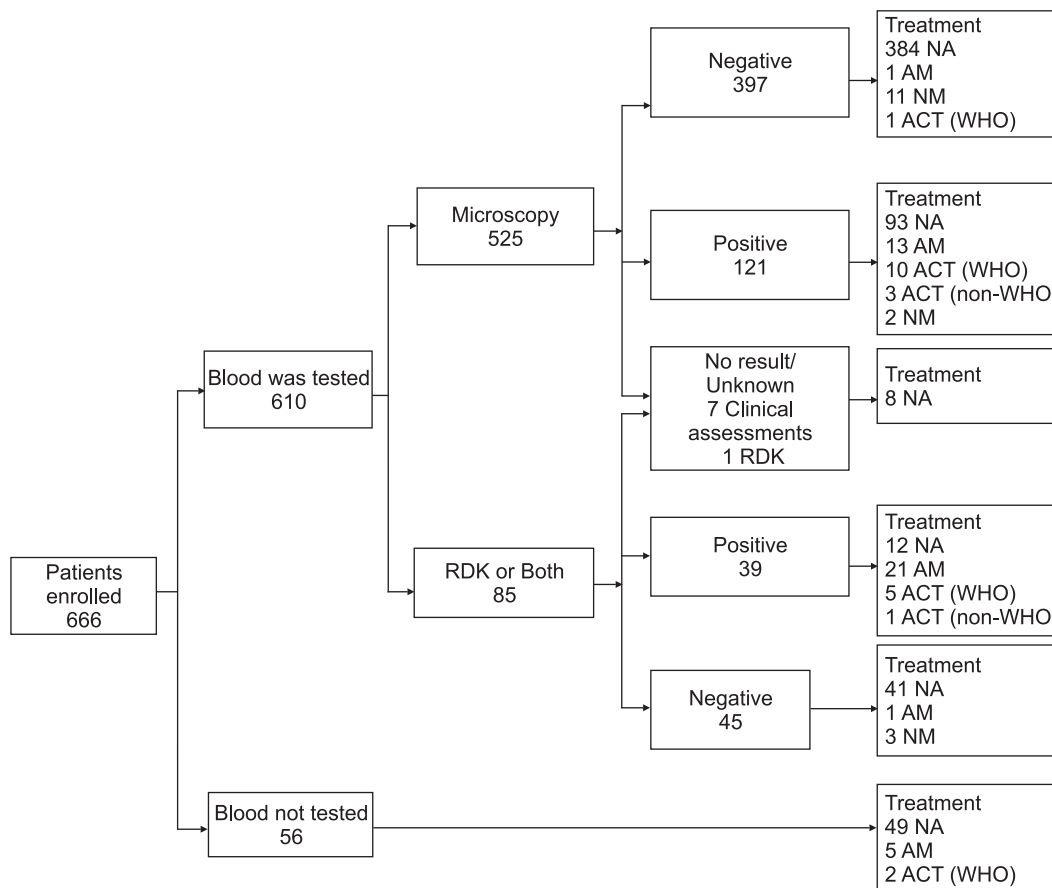 Patients
enrolled
666
Blood was tested
610
Blood not tested
56
Microscopy
525
RDK or Both
85
Negative
397
Positive
121
No result/
Unknown
7 Clinical
assessments
1 RDK
Positive
39
Negative
45
Treatment
384 NA
1 AM
11 NM
1 ACT (WHO)
Treatment
93 NA
13 AM
10 ACT (WHO)
3 ACT (non-WHO
2 NM
Treatment
8 NA
Treatment
12 NA
21 AM
5 ACT (WHO)
1 ACT (non-WHO
Treatment
41 NA
1 AM
3 NM
Treatment
49 NA
5 AM
2 ACT (WHO)